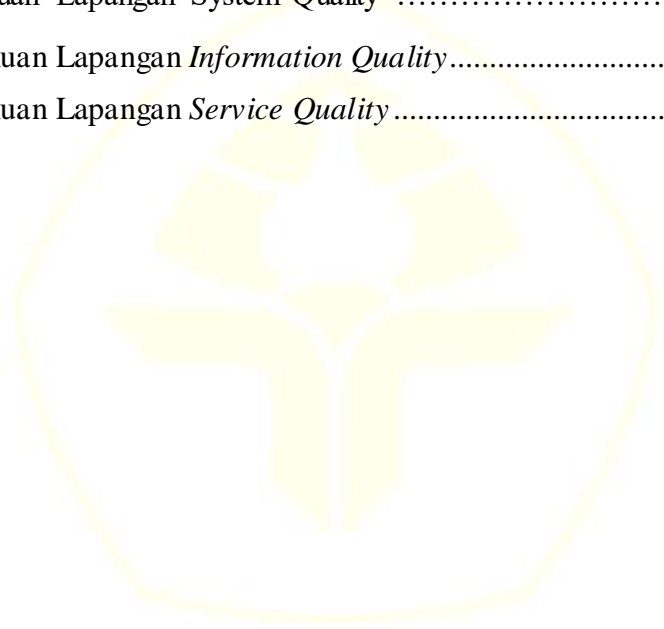 uan Lapangan System Quality ……………………
uan Lapangan Information Quality...........................
uan Lapangan Service Quality..................................